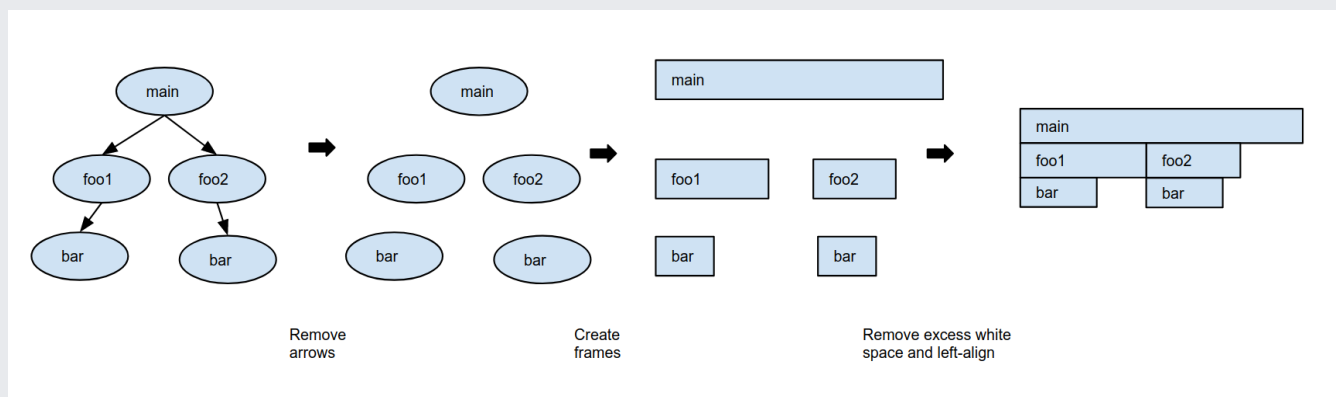 main
foo1
foo2
bar
bar
main
foo1
foo2
bar
bar
main
foo1
foo2
bar
bar
main
foo1
foo2
bar
bar
Remove
arrows
Create
frames
Remove excess white
space and left-align